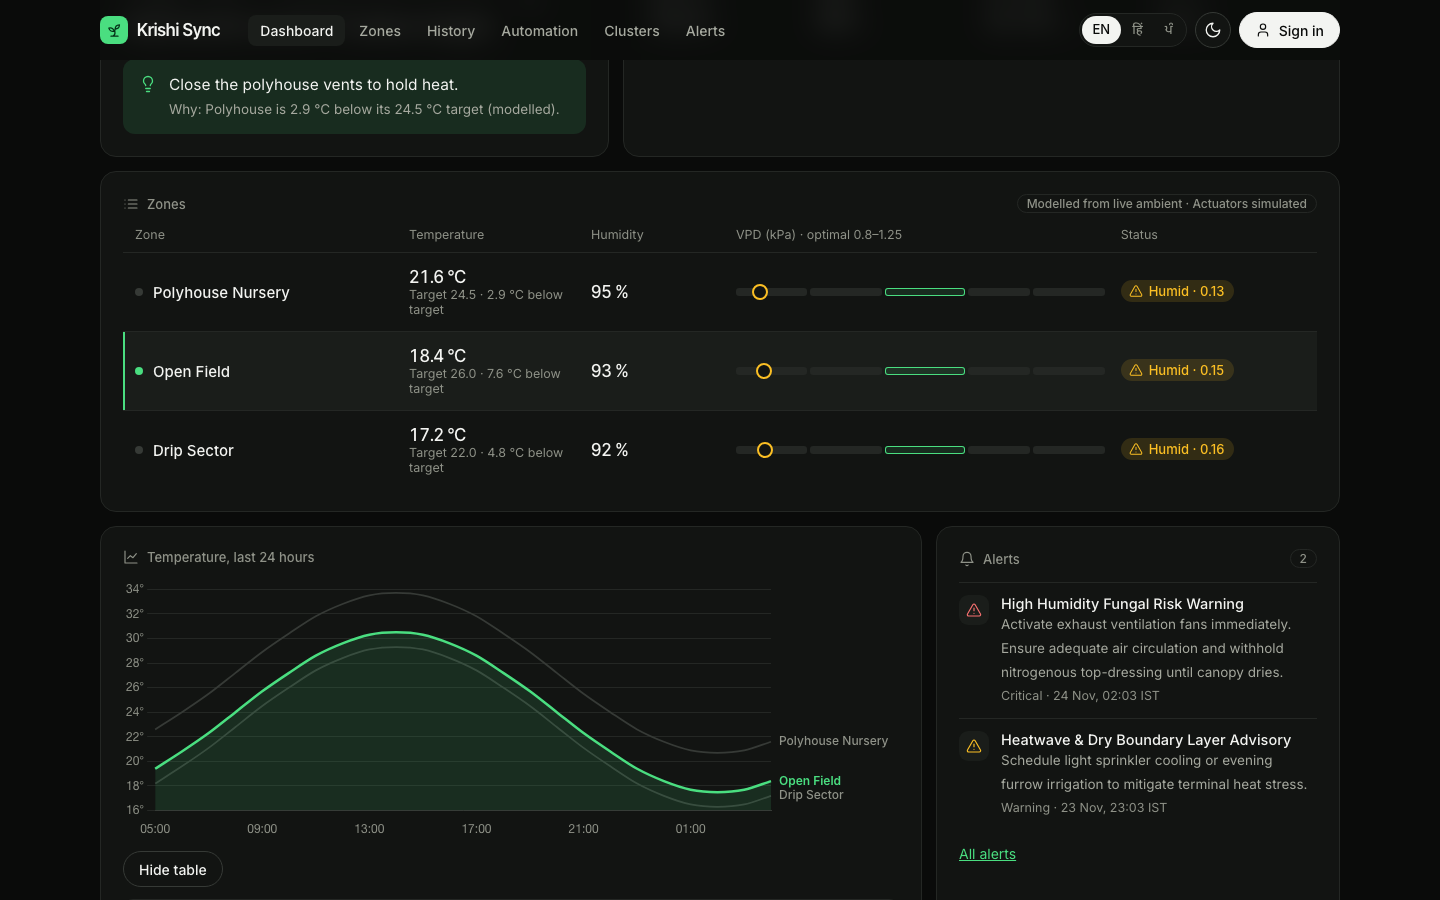 Krishi Sync
Dashboard
Zones
History
Automation
Clusters
Alerts
EN
हिं
ਪੰ
Sign in
Close the polyhouse vents to hold heat.
Why: Polyhouse is 2.9 °C below its 24.5 °C target (modelled).
Zones
Modelled from live ambient · Actuators simulated
Zone
Temperature
Humidity
VPD (kPa) · optimal 0.8–1.25
Status
Polyhouse Nursery
21.6 °C
Target 24.5 · 2.9 °C below
target
95 %
Humid · 0.13
Open Field
18.4 °C
Target 26.0 · 7.6 °C below
target
93 %
Humid · 0.15
Drip Sector
17.2 °C
Target 22.0 · 4.8 °C below
target
92 %
Humid · 0.16
Temperature, last 24 hours
34°
32°
30°
28°
26°
24°
22°
20°
18°
16°
Polyhouse Nursery
Open Field
Drip Sector
05:00
09:00
13:00
17:00
21:00
01:00
Hide table
Alerts
2
High Humidity Fungal Risk Warning
Activate exhaust ventilation fans immediately.
Ensure adequate air circulation and withhold
nitrogenous top-dressing until canopy dries.
Critical · 24 Nov, 02:03 IST
Heatwave & Dry Boundary Layer Advisory
Schedule light sprinkler cooling or evening
furrow irrigation to mitigate terminal heat stress.
Warning · 23 Nov, 23:03 IST
All alerts